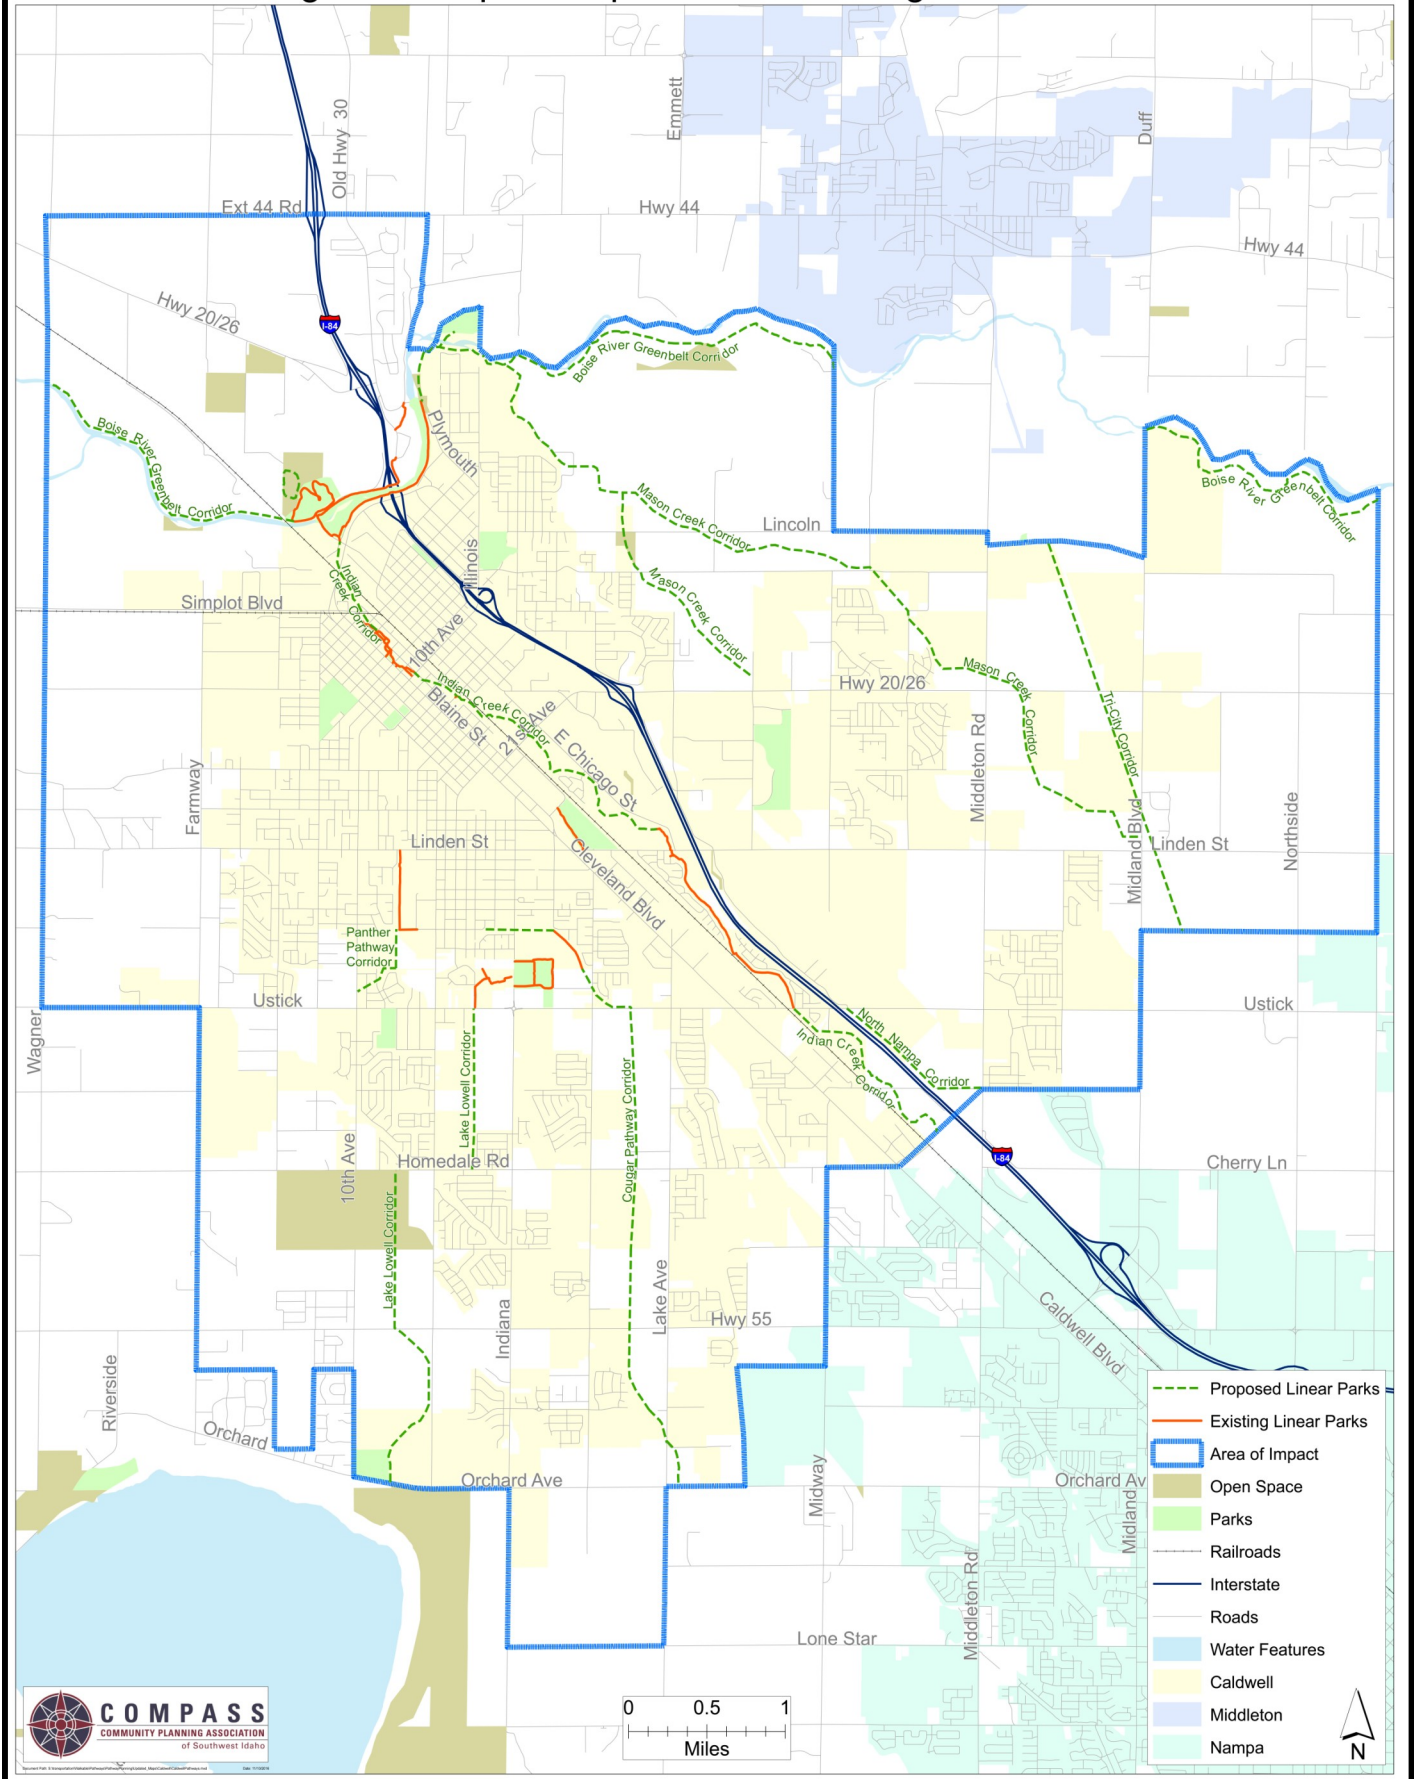 Emmett
Duff
Old Hwy 30
Ext 44 Rd
Hwy 44
Hwy 44
Hwy 20/26
I-84
Boise River Greenbelt Corridor
Plymouth
Boise River Greenbelt Corridor
Boise River Greenbelt Corridor
Mason Creek Corridor
Lincoln
Illinois
Indian Creek Corridor
Mason Creek Corridor
Simplot Blvd
10th Ave
Mason Creek Corridor
Hwy 20/26
Indian Creek Corridor
Blaine St
21st Ave
E Chicago St
Tri-City Corridor
Middleton Rd
Farmway
Midland Blvd
Northside
Linden St
Linden St
Cleveland Blvd
Panther
Pathway
Corridor
Ustick
Ustick
Wagner
North Nampa Corridor
Indian Creek Corridor
Lake Lowell Corridor
Cougar Pathway Corridor
10th Ave
Homedale Rd
I-84
Cherry Ln
Lake Lowell Corridor
Lake Ave
Indiana
Hwy 55
Caldwell Blvd
Riverside
Orchard
Orchard Ave
Midway
Orchard Av
Midland
Middleton Rd
Lone Star
Proposed Linear Parks
Existing Linear Parks
Area of Impact
Open Space
Parks
Railroads
Interstate
Roads
Water Features
Caldwell
Middleton
Nampa
N
0 0.5 1
Miles
COMPASS
COMMUNITY PLANNING ASSOCIATION
of Southwest Idaho